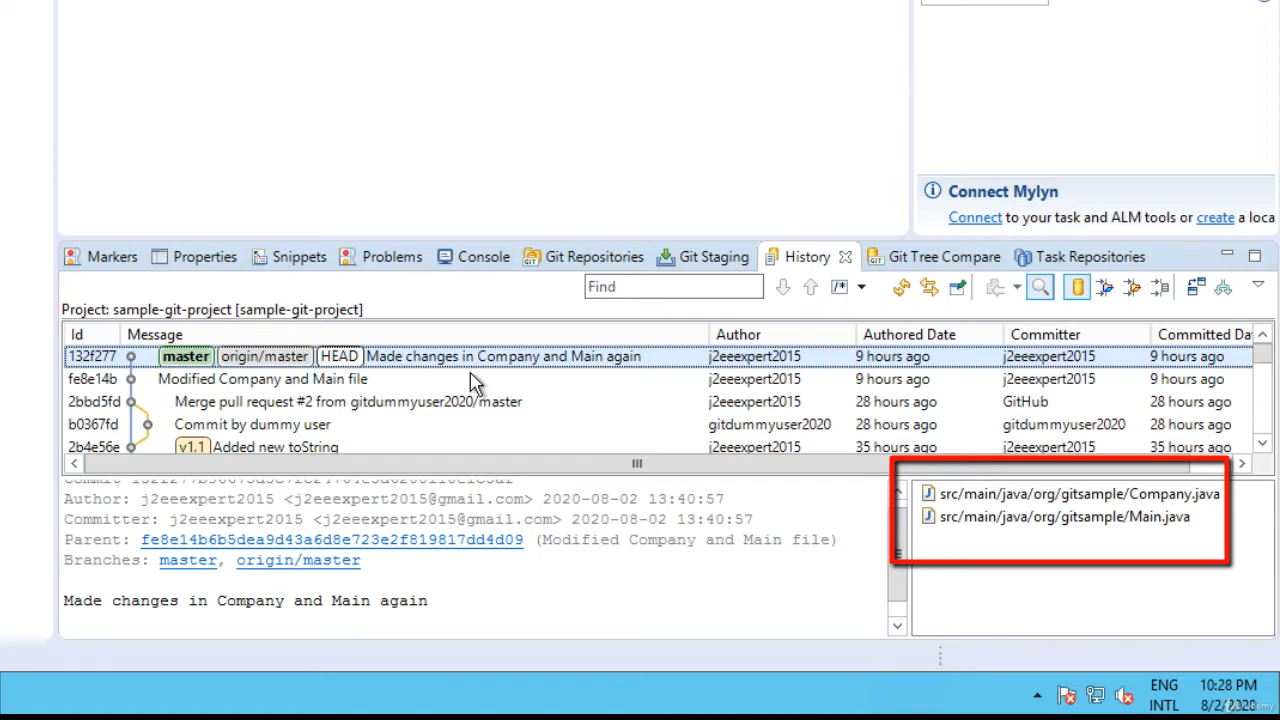 Connect Mylyn
Connect to your task and ALM tools or create a loca
Markers Properties Snippets Problems Console Git Repositories Git Staging History Git Tree Compare Task Repositories
Find
Project: sample-git-project [sample-git-project]
Id Message Author Authored Date Committer Committed Da
132f277 master origin/master HEAD Made changes in Company and Main again j2eeexpert2015 9 hours ago j2eeexpert2015 9 hours ago
fe8e14b Modified Company and Main file j2eeexpert2015 9 hours ago j2eeexpert2015 9 hours ago
2bbd5fd Merge pull request #2 from gitdummyuser2020/master j2eeexpert2015 28 hours ago GitHub 28 hours ago
b0367fd Commit by dummy user gitdummyuser2020 28 hours ago gitdummyuser2020 28 hours ago
2b4e56e v1.1 Added new toString j2eeexpert2015 35 hours ago j2eeexpert2015 35 hours ago
Author: j2eeexpert2015 <j2eeexpert2015@gmail.com> 2020-08-02 13:40:57
Committer: j2eeexpert2015 <j2eeexpert2015@gmail.com> 2020-08-02 13:40:57
Parent: fe8e14b6b5dea9d43a6d8e723e2f819817dd4d09 (Modified Company and Main file)
Branches: master, origin/master
Made changes in Company and Main again
src/main/java/org/gitsample/Company.java
src/main/java/org/gitsample/Main.java
ENG 10:28 PM
INTL 8/2/2020